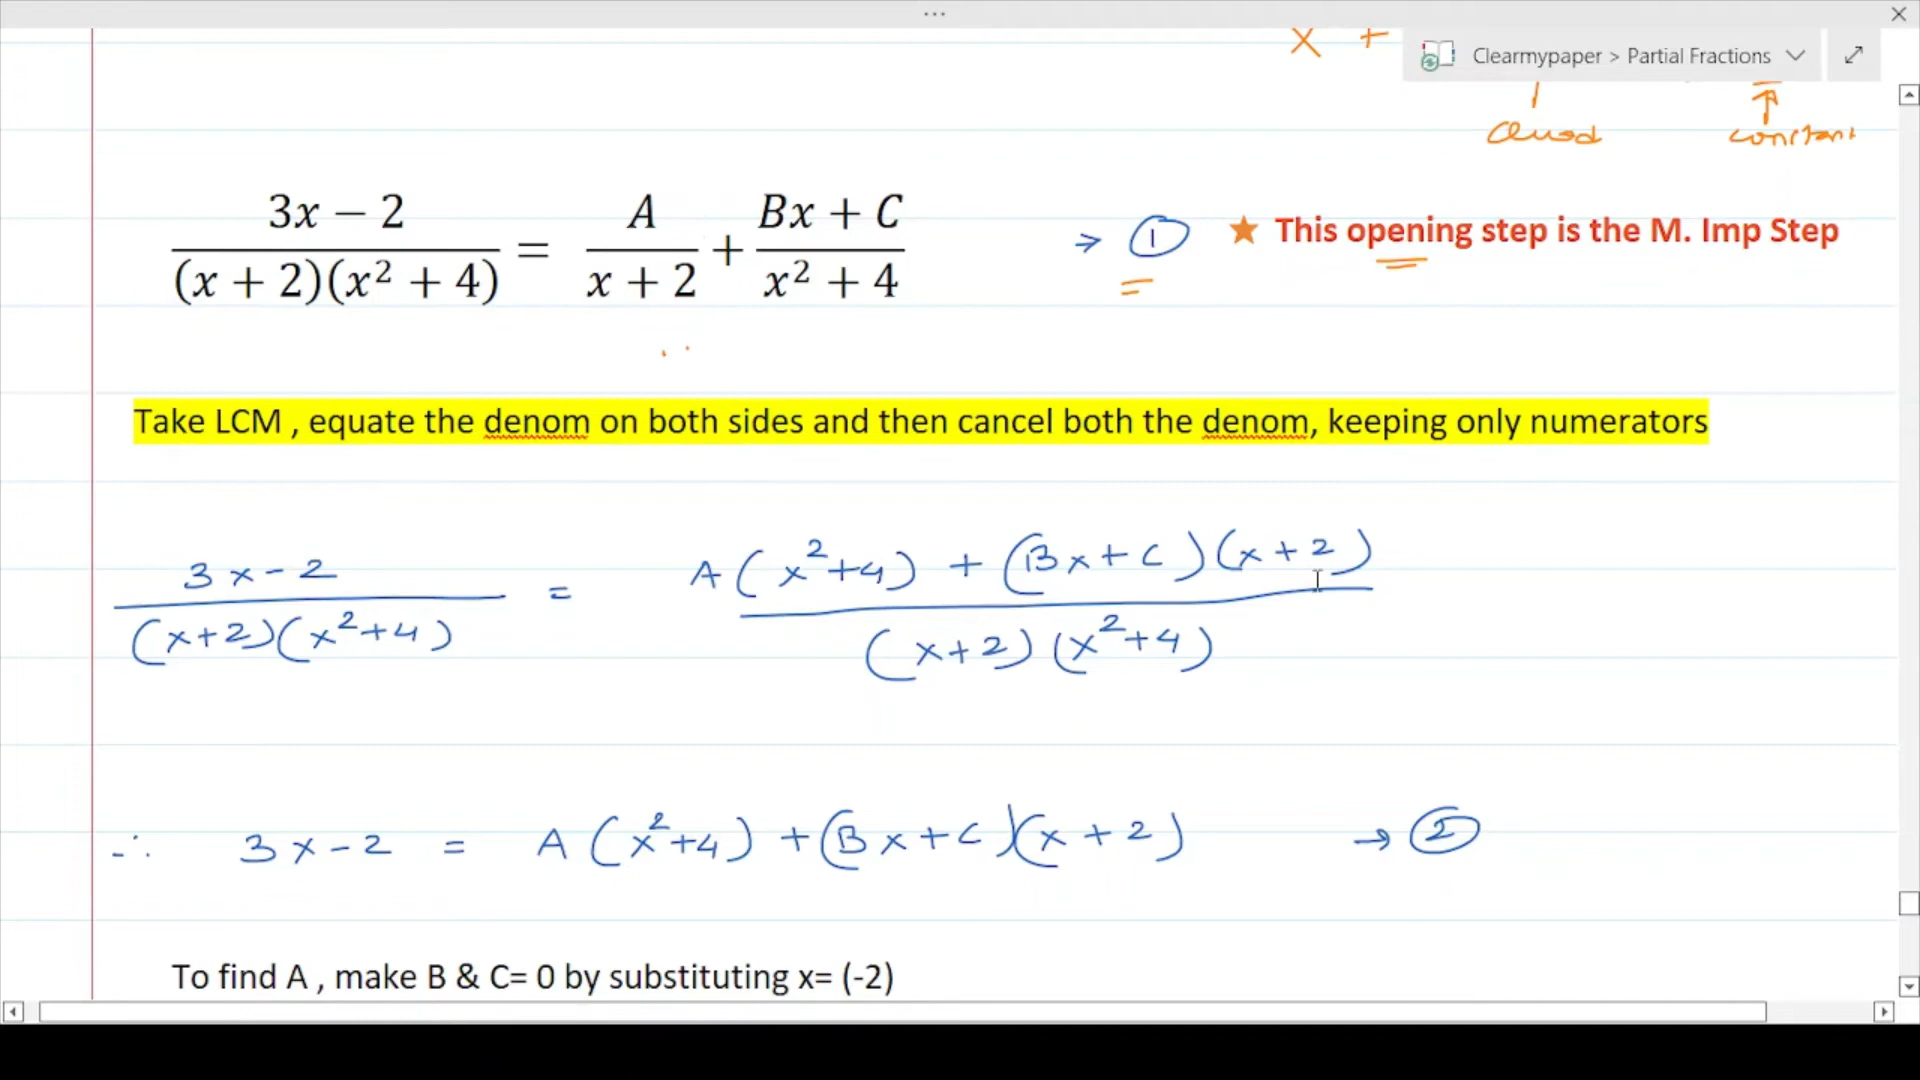 x +
Clearmypaper > Partial Fractions
Quad constant
3x − 2 / (x + 2)(x² + 4) = A / x + 2 + Bx + C / x² + 4 → ① ★ This opening step is the M. Imp Step
Take LCM , equate the denom on both sides and then cancel both the denom, keeping only numerators
3x-2 / (x+2)(x²+4) = A(x²+4) + (Bx+C)(x+2) / (x+2)(x²+4)
∴ 3x-2 = A(x²+4) + (Bx+C)(x+2) → ②
To find A , make B & C= 0 by substituting x= (-2)